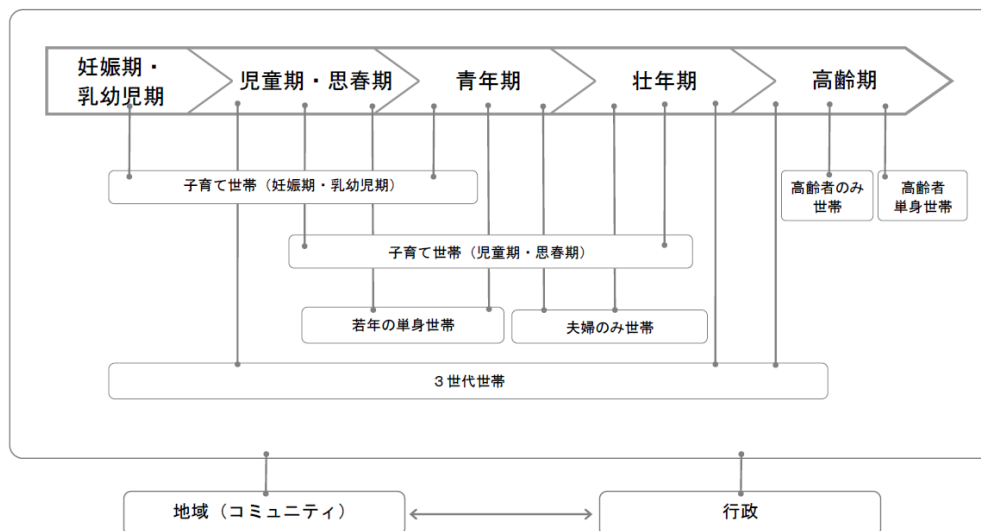 妊娠期・
乳幼児期
児童期・思春期
青年期
壮年期
高齢期
子育て世帯（妊娠期・乳幼児期）
高齢者のみ
世帯
高齢者
単身世帯
子育て世帯（児童期・思春期）
若年の単身世帯
夫婦のみ世帯
３世代世帯
地域（コミュニティ）
行政